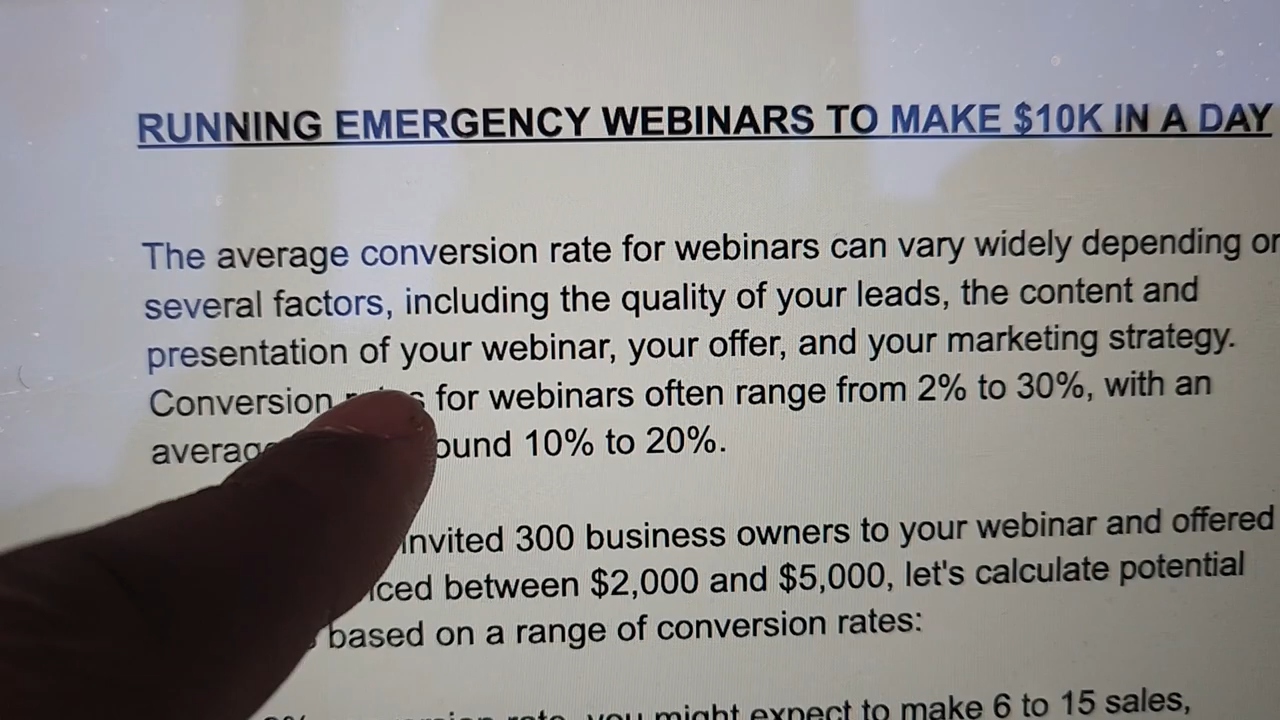 RUNNING EMERGENCY WEBINARS TO MAKE $10K IN A DAY
The average conversion rate for webinars can vary widely depending or
several factors, including the quality of your leads, the content and
presentation of your webinar, your offer, and your marketing strategy.
Conversion for webinars often range from 2% to 30%, with an
10% to 20%.
invited 300 business owners to your webinar and offered
between $2,000 and $5,000, let's calculate potential
based on a range of conversion rates:
you might expect to make 6 to 15 sales,